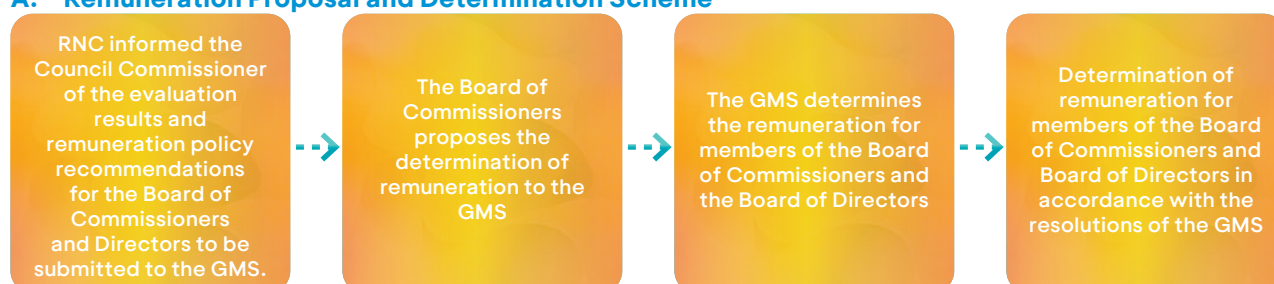 A. Remuneration Proposal and Determination Scheme
RNC informed the
Council Commissioner
of the evaluation
results and
remuneration policy
recommendations
for the Board of
Commissioners
and Directors to be
submitted to the GMS.
The Board of
Commissioners
proposes the
determination of
remuneration to the
GMS
The GMS determines
the remuneration for
members of the Board
of Commissioners and
the Board of Directors
Determination of
remuneration for
members of the Board
of Commissioners and
Board of Directors in
accordance with the
resolutions of the GMS